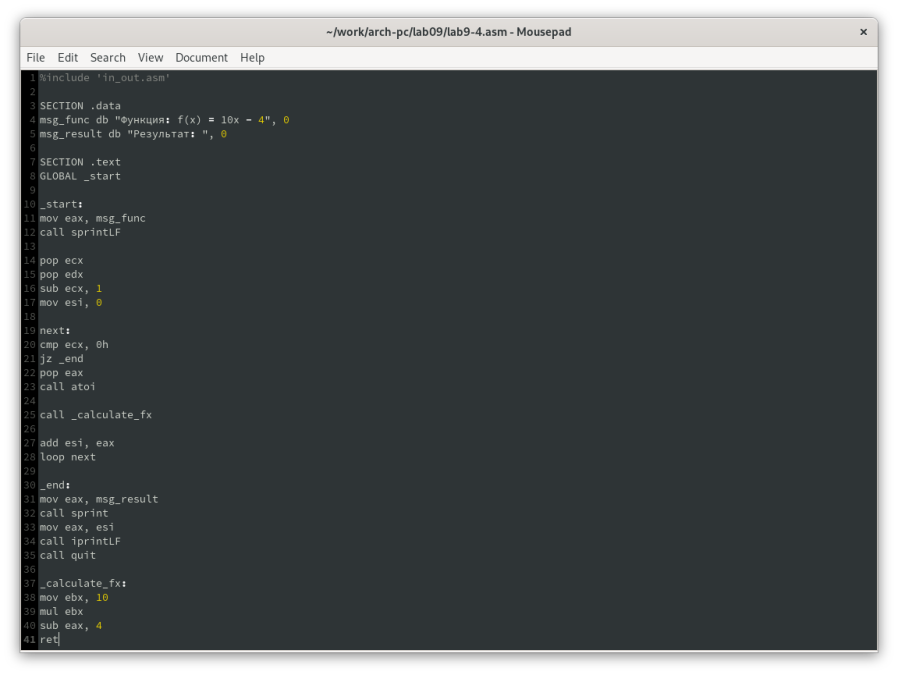 ~/work/arch-pc/lab09/lab9-4.asm - Mousepad
File Edit Search View Document Help
1 %include 'in_out.asm'
2
3 SECTION .data
4 msg_func db "Функция: f(x) = 10x - 4", 0
5 msg_result db "Результат: ", 0
6
7 SECTION .text
8 GLOBAL _start
9
10 _start:
11 mov eax, msg_func
12 call sprintLF
13
14 pop ecx
15 pop edx
16 sub ecx, 1
17 mov esi, 0
18
19 next:
20 cmp ecx, 0h
21 jz _end
22 pop eax
23 call atoi
24
25 call _calculate_fx
26
27 add esi, eax
28 loop next
29
30 _end:
31 mov eax, msg_result
32 call sprint
33 mov eax, esi
34 call iprintLF
35 call quit
36
37 _calculate_fx:
38 mov ebx, 10
39 mul ebx
40 sub eax, 4
41 ret